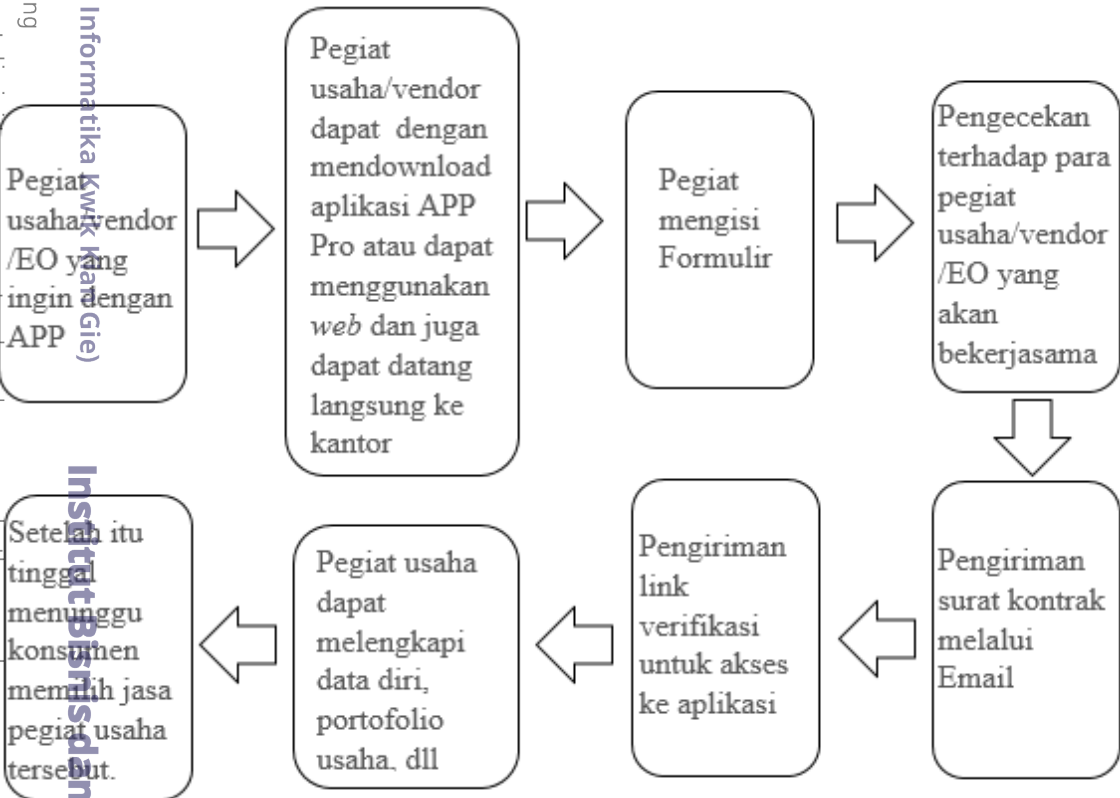 Pegiat
usaha/vendor
/EO yang
ingin dengan
APP
Pegiat
usaha/vendor
dapat dengan
mendownload
aplikasi APP
Pro atau dapat
menggunakan
web dan juga
dapat datang
langsung ke
kantor
Pegiat
mengisi
Formulir
Pengecekan
terhadap para
pegiat
usaha/vendor
/EO yang
akan
bekerjasama
Pengiriman
surat kontrak
melalui
Email
Pengiriman
link
verifikasi
untuk akses
ke aplikasi
Pegiat usaha
dapat
melengkapi
data diri,
portofolio
usaha, dll
Setelah itu
tinggal
menunggu
konsumen
memilih jasa
pegiat usaha
tersebut.
Institut Bisnis dan
Informatika Kwik Kian Gie)
ng